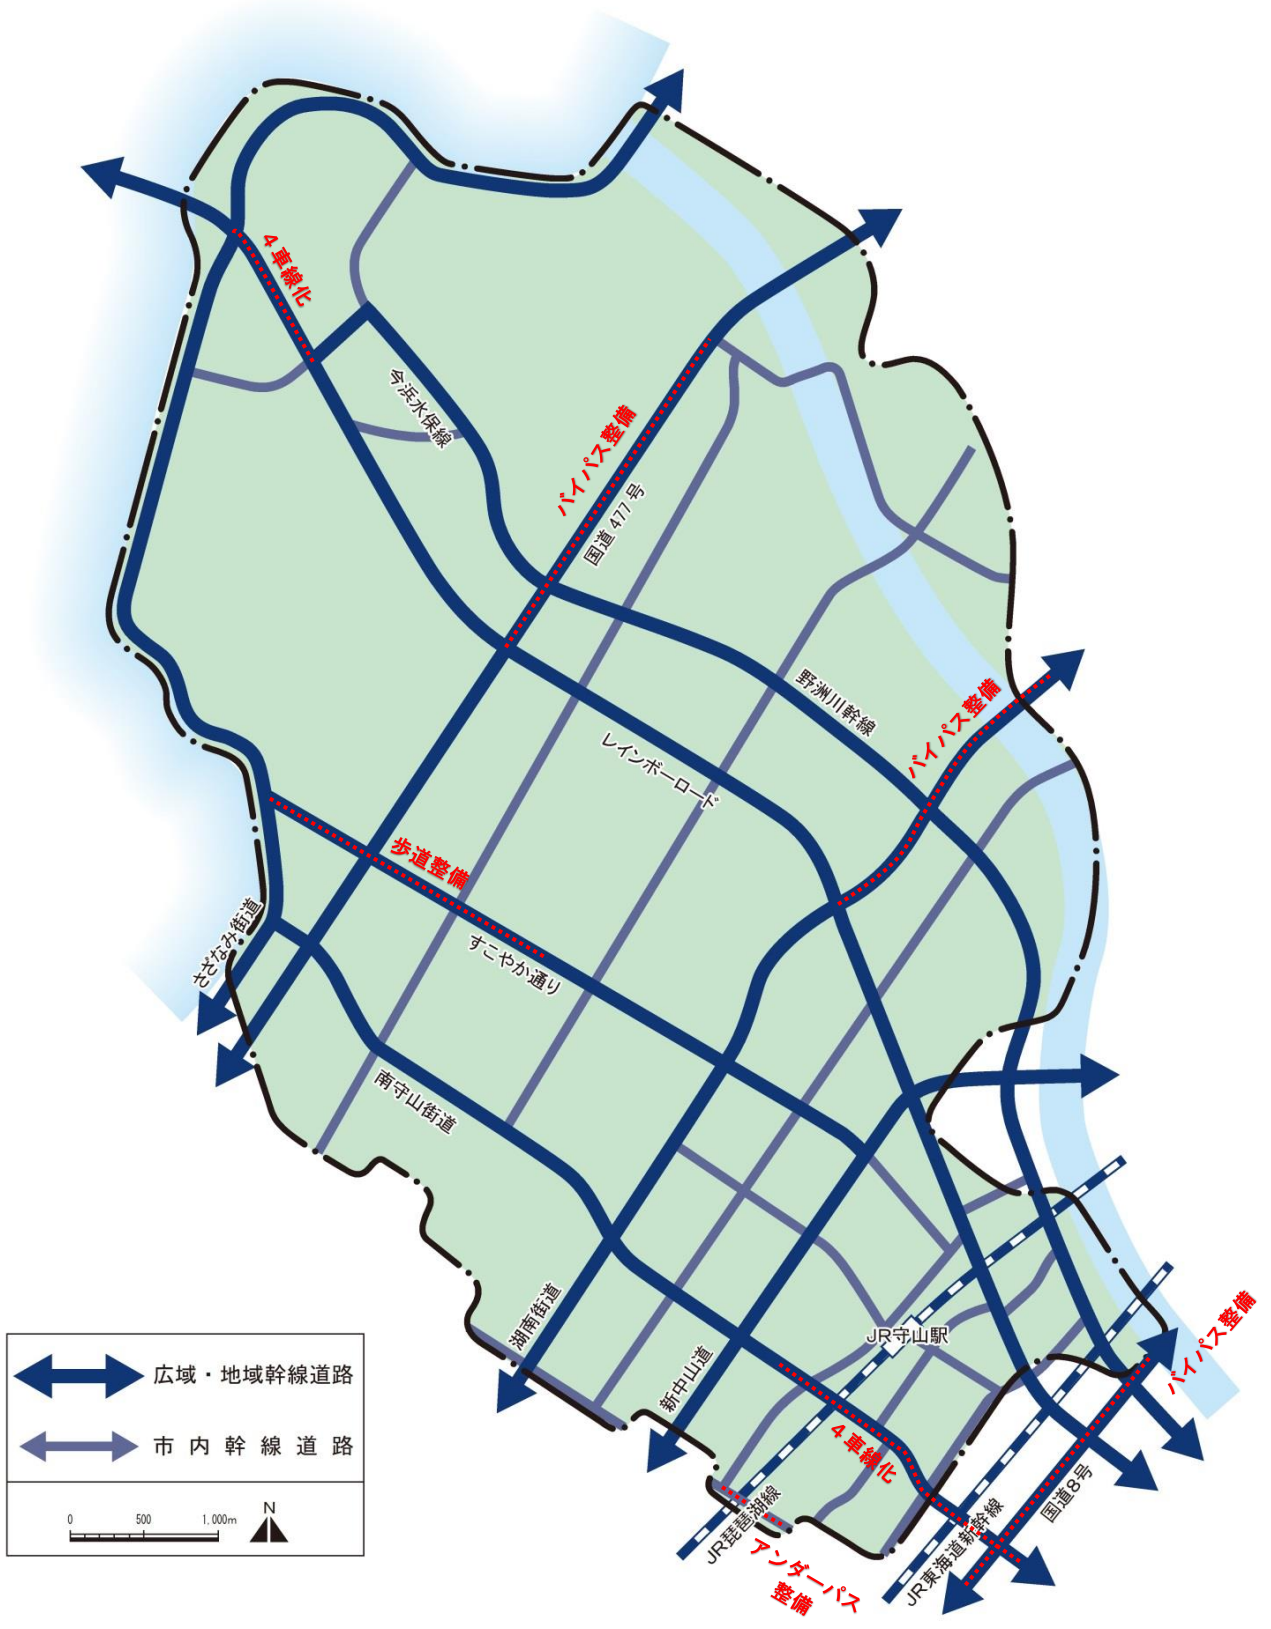 ４車線化
今浜水保線
バイパス整備
国道 477 号
野洲川幹線
バイパス整備
レインボーロード
歩道整備
すこやか通り
さざなみ街道
南守山街道
湖南街道
新中山道
JR守山駅
バイパス整備
４車線化
国道8号
JR琵琶湖線
JR東海道新幹線
アンダーパス
整備
広域・地域幹線道路
市内幹線道路
0 500 1,000m
N